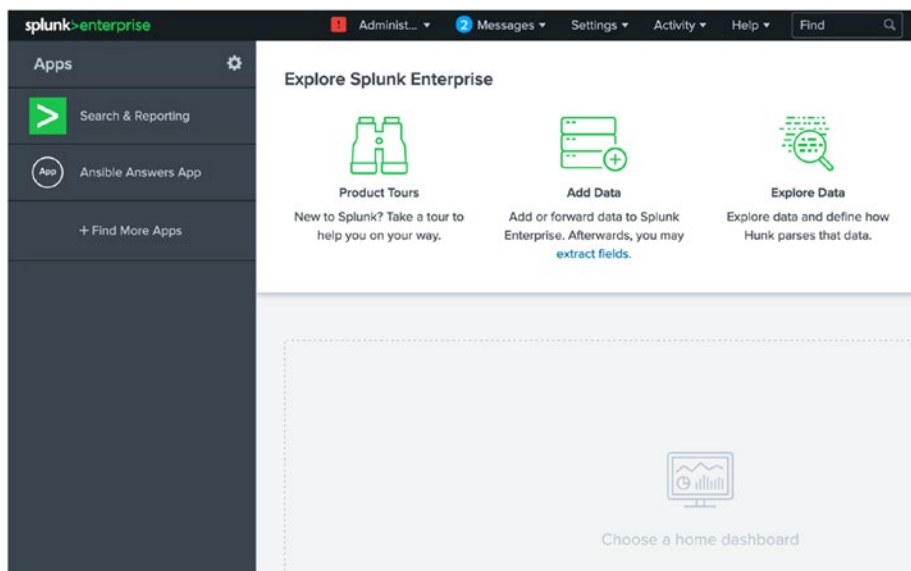 splunk>enterprise
! Administ... ▾ 2 Messages ▾ Settings ▾ Activity ▾ Help ▾ Find
Apps
Search & Reporting
App Ansible Answers App
+ Find More Apps
Explore Splunk Enterprise
Product Tours
New to Splunk? Take a tour to
help you on your way.
Add Data
Add or forward data to Splunk
Enterprise. Afterwards, you may
extract fields.
Explore Data
Explore data and define how
Hunk parses that data.
Choose a home dashboard